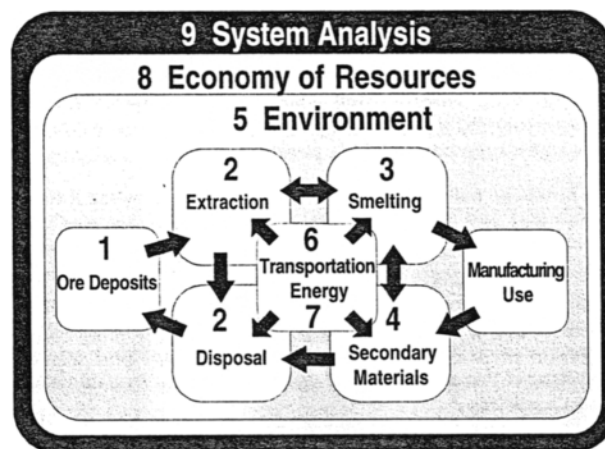 9 System Analysis
8 Economy of Resources
5 Environment
2
Extraction
3
Smelting
1
Ore Deposits
6
Transportation
Energy
7
Manufacturing
Use
2
Disposal
4
Secondary
Materials